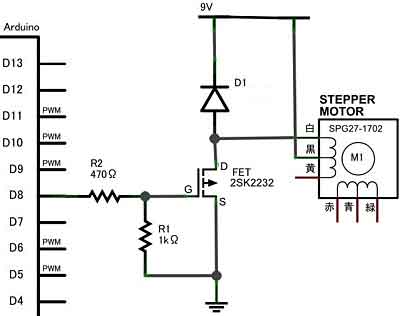 9V
Arduino
D13
D12
D11 PWM
D10 PWM
D9 PWM
D8
D7
D6 PWM
D5 PWM
D4
R2
470Ω
R1
1kΩ
D1
G
D
S
FET
2SK2232
STEPPER
MOTOR
SPG27-1702
M1
白
黒
黄
赤 青 緑